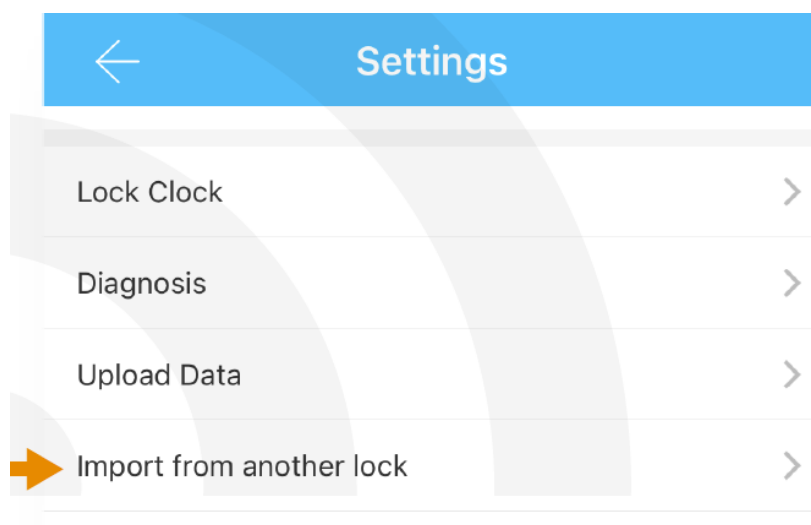 Settings
Lock Clock
Diagnosis
Upload Data
Import from another lock